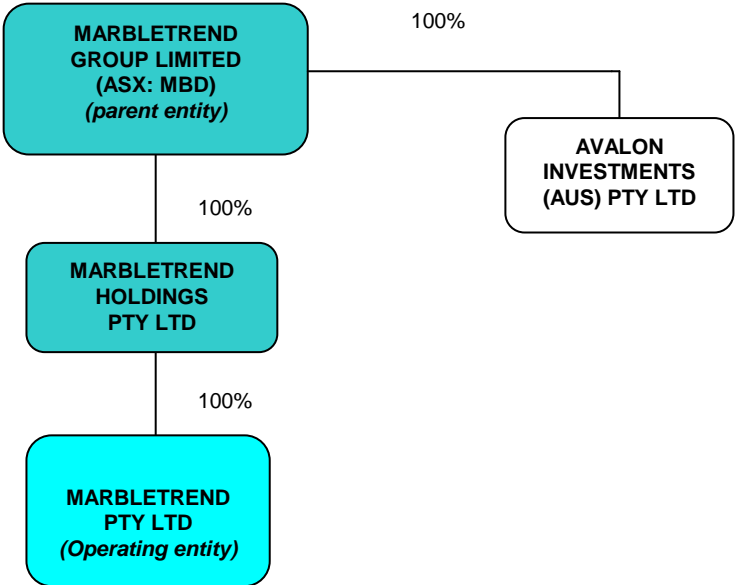 MARBLETREND
GROUP LIMITED
(ASX: MBD)
(parent entity)
100%
AVALON
INVESTMENTS
(AUS) PTY LTD
100%
MARBLETREND
HOLDINGS
PTY LTD
100%
MARBLETREND
PTY LTD
(Operating entity)